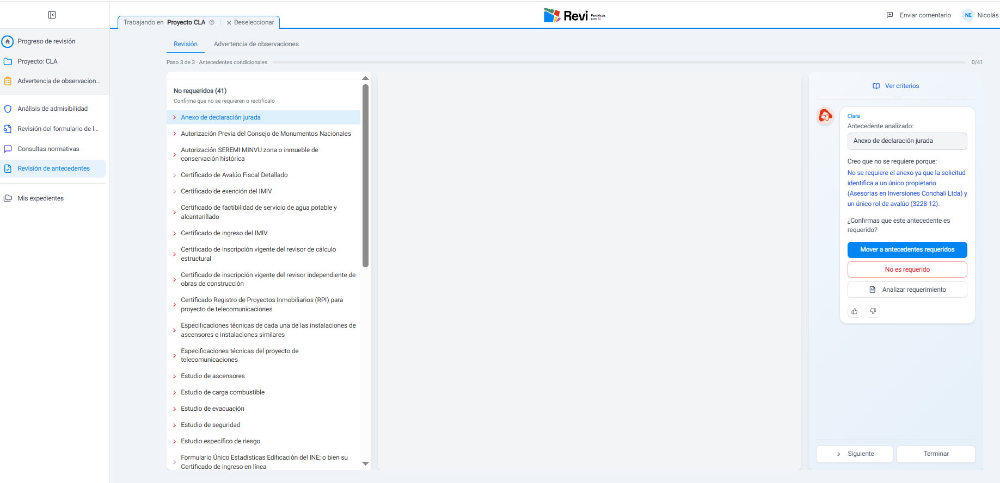 Trabajando en Proyecto CLA
Deseleccionar
Revi Permisos con IA
Enviar comentario
NE Nicolás
Progreso de revisión
Proyecto: CLA
Advertencia de observacion...
Análisis de admisibilidad
Revisión del formulario de l...
Consultas normativas
Revisión de antecedentes
Mis expedientes
Revisión
Advertencia de observaciones
Paso 3 de 3 · Antecedentes condicionales
0/41
No requeridos (41)
Confirma que no se requieren o rectifícalo
Anexo de declaración jurada
Autorización Previa del Consejo de Monumentos Nacionales
Autorización SEREMI MINVU zona o inmueble de
conservación histórica
Certificado de Avalúo Fiscal Detallado
Certificado de exención del IMIV
Certificado de factibilidad de servicio de agua potable y
alcantarillado
Certificado de ingreso del IMIV
Certificado de inscripción vigente del revisor de cálculo
estructural
Certificado de inscripción vigente del revisor independiente de
obras de construcción
Certificado Registro de Proyectos Inmobiliarios (RPI) para
proyecto de telecomunicaciones
Especificaciones técnicas de cada una de las instalaciones de
ascensores e instalaciones similares
Especificaciones técnicas del proyecto de
telecomunicaciones
Estudio de ascensores
Estudio de carga combustible
Estudio de evacuación
Estudio de seguridad
Estudio específico de riesgo
Formulario Único Estadísticas Edificación del INE; o bien su
Certificado de ingreso en línea
Ver criterios
Clara
Antecedente analizado:
Anexo de declaración jurada
Creo que no se requiere porque:
No se requiere el anexo ya que la solicitud
identifica a un único propietario
(Asesorias en Inversiones Conchali Ltda) y
un único rol de avalúo (3228-12).
¿Confirmas que este antecedente es
requerido?
Mover a antecedentes requeridos
No es requerido
Analizar requerimiento
Siguiente
Terminar